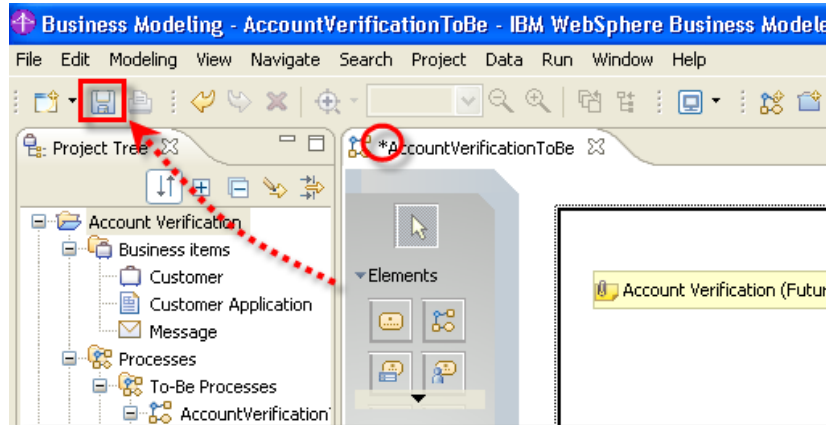 Business Modeling - AccountVerificationToBe - IBM WebSphere Business Modele
File Edit Modeling View Navigate Search Project Data Run Window Help
Project Tree
*AccountVerificationToBe
Account Verification
Business items
Customer
Customer Application
Message
Processes
To-Be Processes
AccountVerification
Elements
Account Verification (Futur